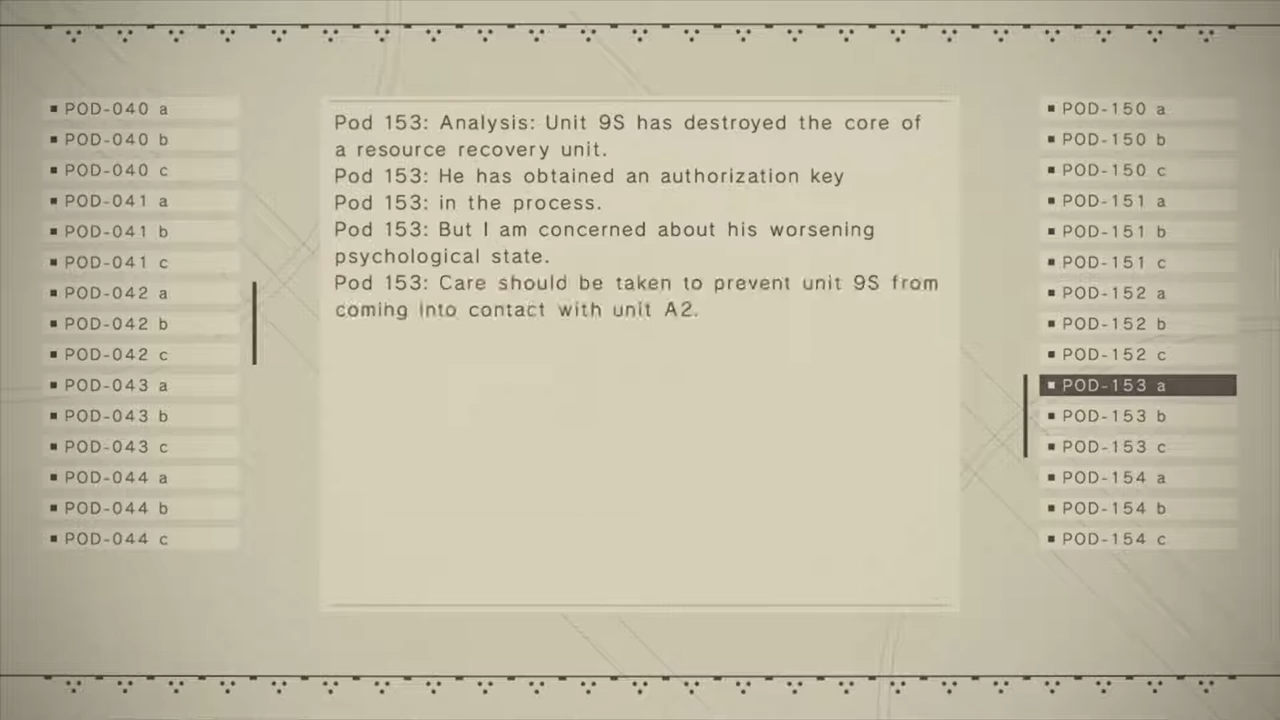 POD-040 a
POD-040 b
POD-040 c
POD-041 a
POD-041 b
POD-041 c
POD-042 a
POD-042 b
POD-042 c
POD-043 a
POD-043 b
POD-043 c
POD-044 a
POD-044 b
POD-044 c
Pod 153: Analysis: Unit 9S has destroyed the core of
a resource recovery unit.
Pod 153: He has obtained an authorization key
Pod 153: in the process.
Pod 153: But I am concerned about his worsening
psychological state.
Pod 153: Care should be taken to prevent unit 9S from
coming into contact with unit A2.
POD-150 a
POD-150 b
POD-150 c
POD-151 a
POD-151 b
POD-151 c
POD-152 a
POD-152 b
POD-152 c
POD-153 a
POD-153 b
POD-153 c
POD-154 a
POD-154 b
POD-154 c